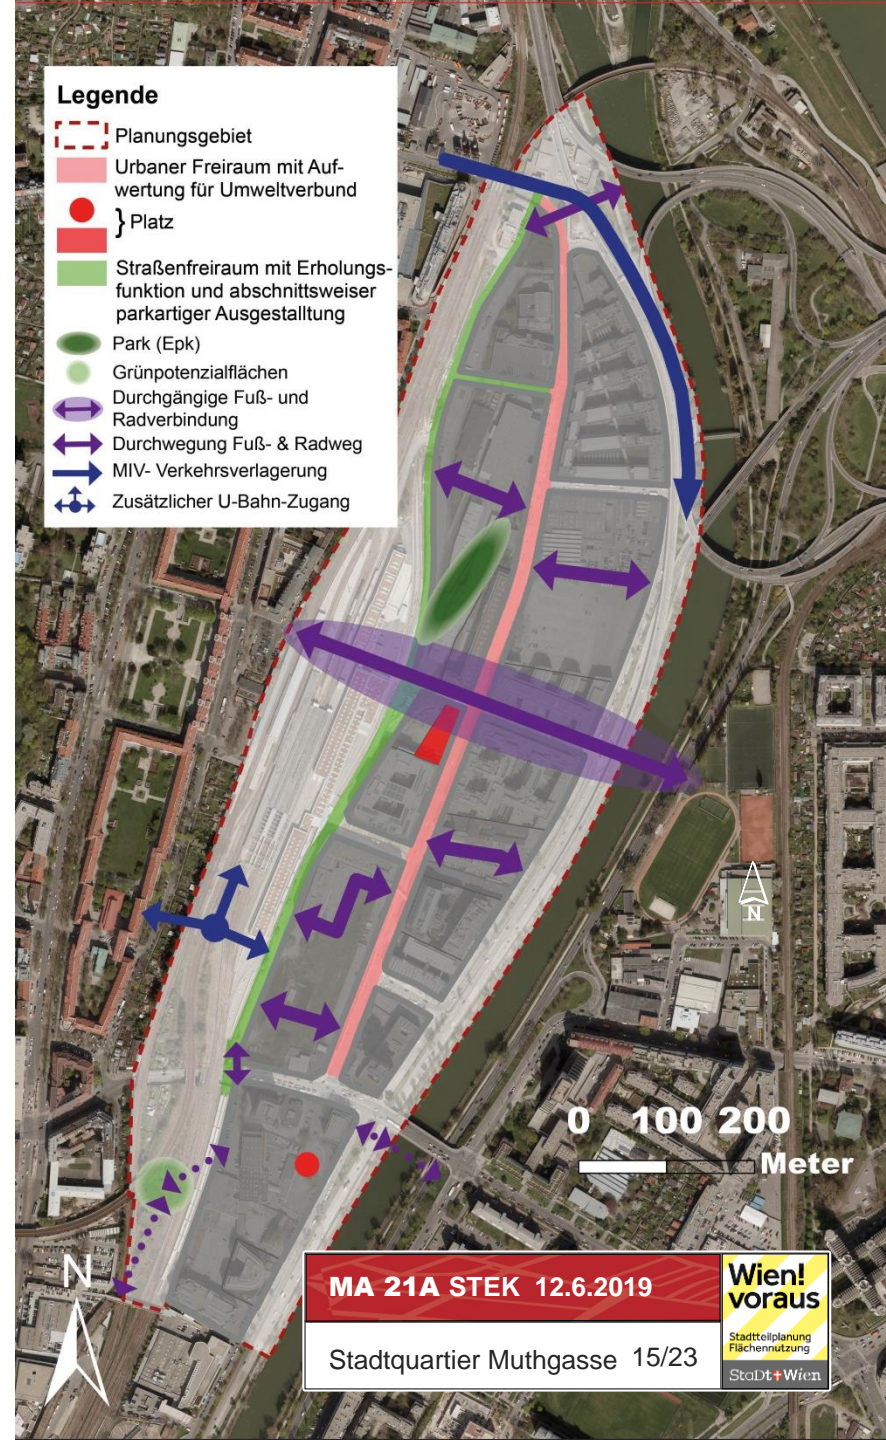 Legende
Planungsgebiet
Urbaner Freiraum mit Auf-
wertung für Umweltverbund
} Platz
Straßenfreiraum mit Erholungs-
funktion und abschnittsweiser
parkartiger Ausgestalltung
Park (Epk)
Grünpotenzialflächen
Durchgängige Fuß- und
Radverbindung
Durchwegung Fuß- & Radweg
MIV- Verkehrsverlagerung
Zusätzlicher U-Bahn-Zugang
N
0 100 200
Meter
N
MA 21A STEK 12.6.2019
Stadtquartier Muthgasse 15/23
Wien!
voraus
Stadtteilplanung
Flächennutzung
StaDt Wien